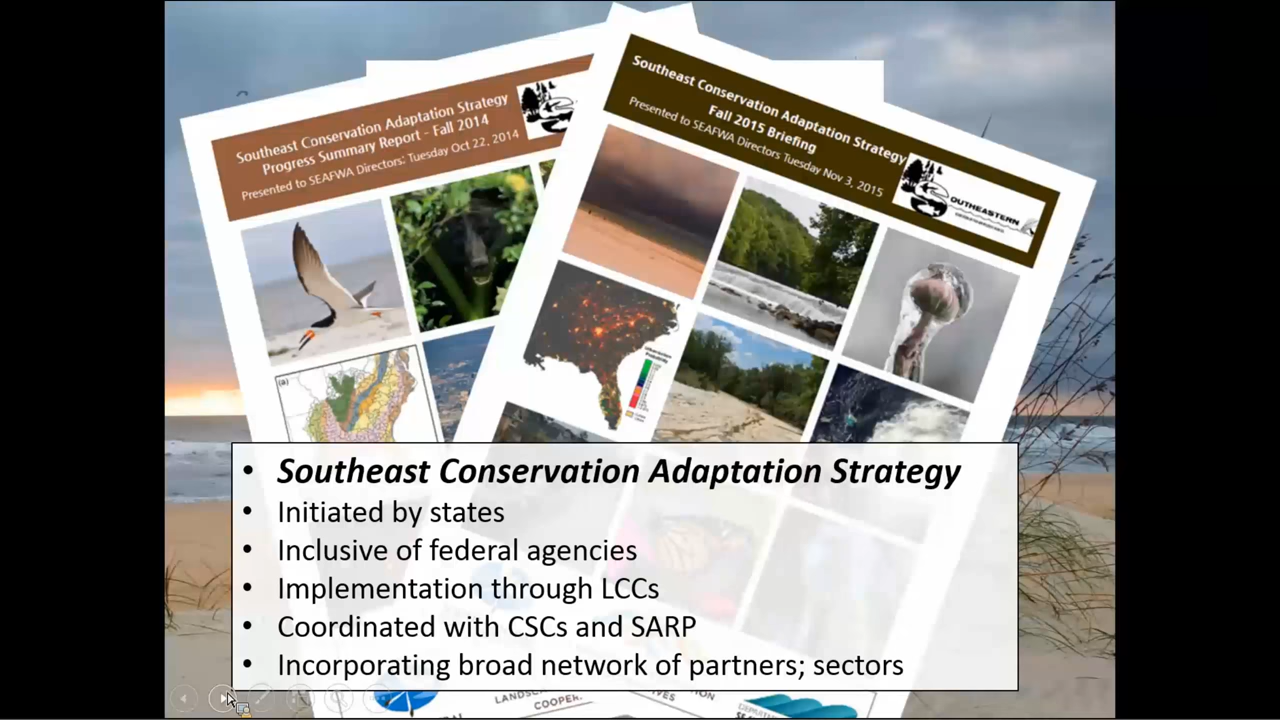 Southeast Conservation Adaptation Strategy
Progress Summary Report - Fall 2014
Presented to SEAFWA Directors: Tuesday Oct 22, 2014
Southeast Conservation Adaptation Strategy
Fall 2015 Briefing
Presented to SEAFWA Directors Tuesday Nov 3, 2015
OUTHEASTERN
(a)
• Southeast Conservation Adaptation Strategy
• Initiated by states
• Inclusive of federal agencies
• Implementation through LCCs
• Coordinated with CSCs and SARP
• Incorporating broad network of partners; sectors